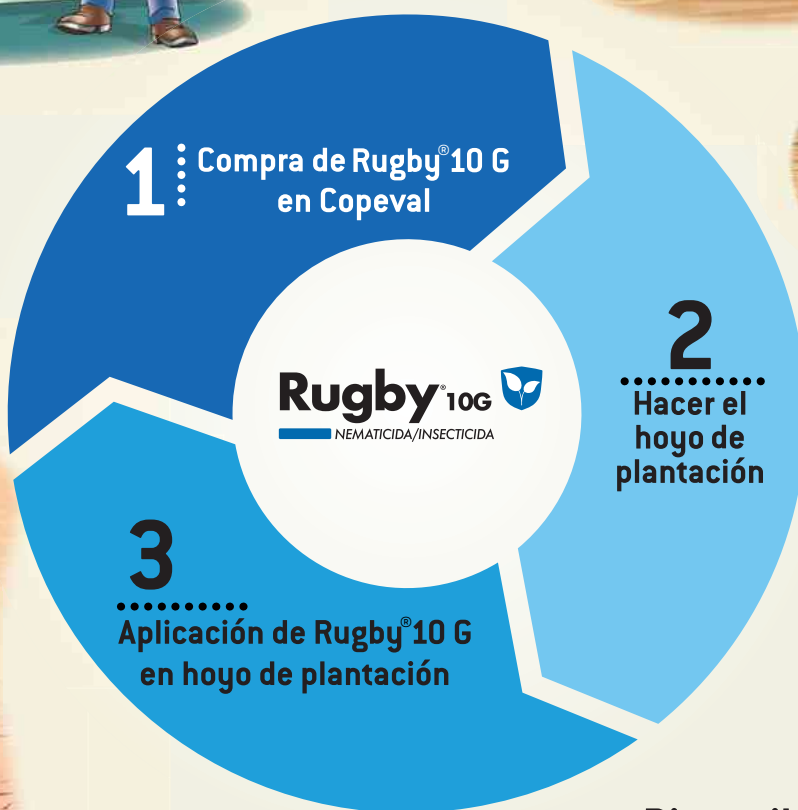 1 Compra de Rugby®10 G
en Copeval
2
Hacer el
hoyo de
plantación
Rugby® 10G
NEMATICIDA/INSECTICIDA
3
Aplicación de Rugby®10 G
en hoyo de plantación